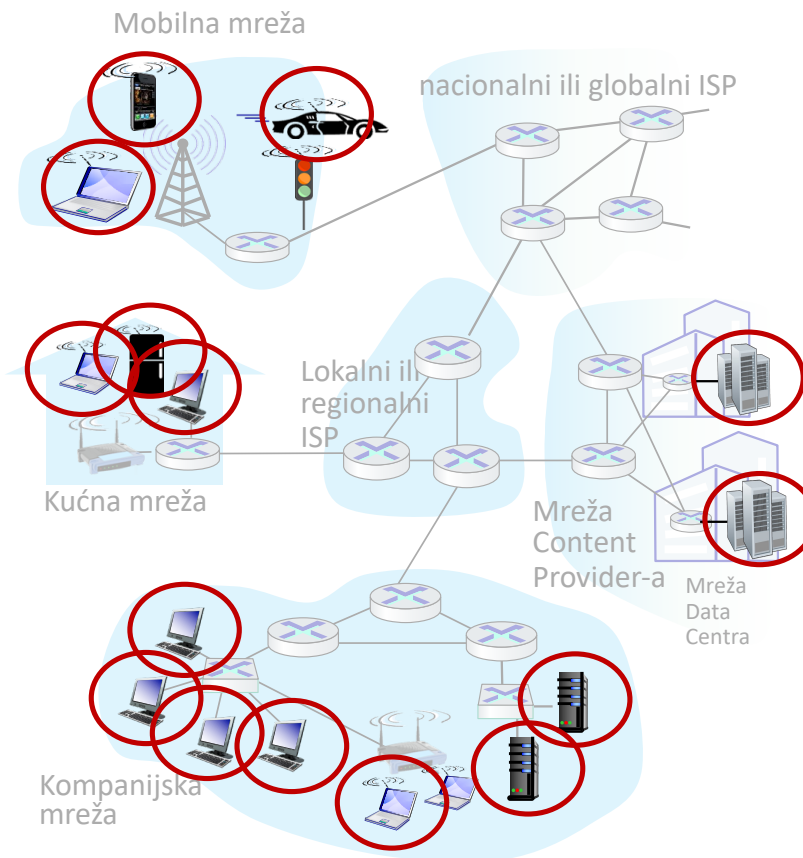 Mobilna mreža
nacionalni ili globalni ISP
Lokalni ili
regionalni
ISP
Kućna mreža
Mreža
Content
Provider-a
Mreža
Data
Centra
Kompanijska
mreža